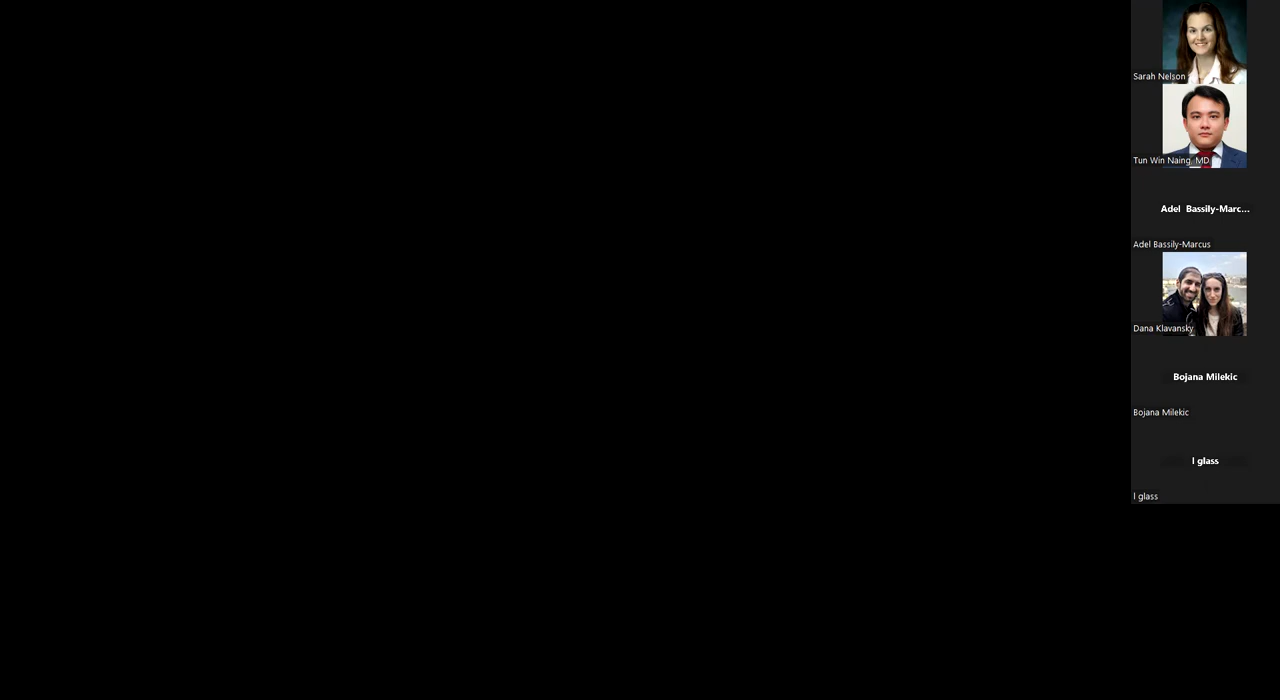 Sarah Nelson
Tun Win Naing, MD
Adel Bassily-Marc...
Adel Bassily-Marcus
Dana Klavansky
Bojana Milekic
Bojana Milekic
l glass
l glass